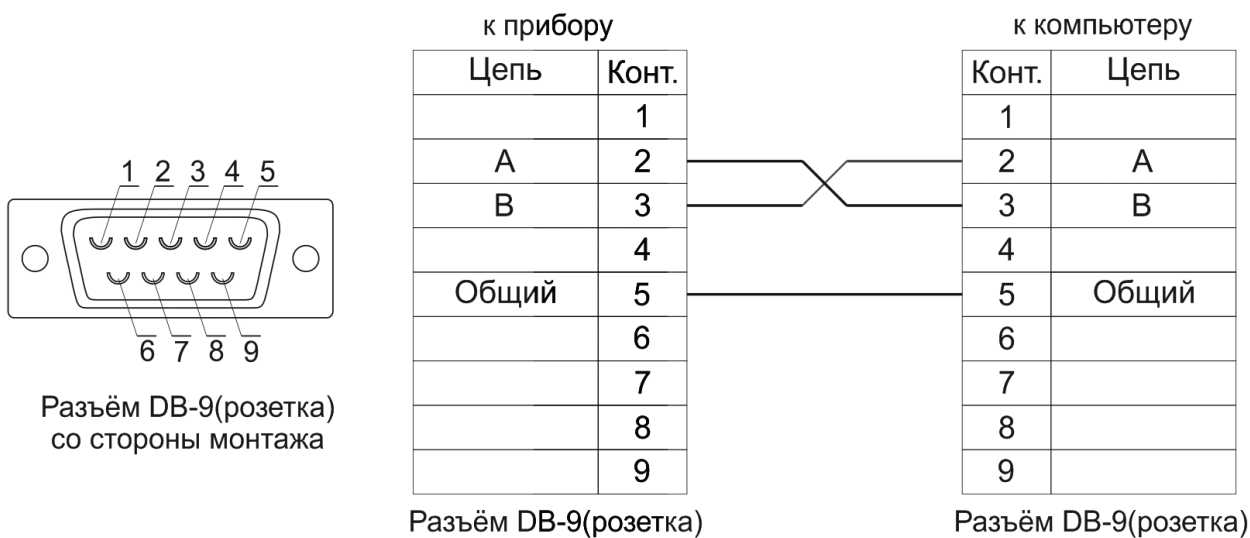 к прибору
к компьютеру
Цепь Конт.
Конт. Цепь
1
1
A 2
2 A
B 3
3 B
4
4
Общий 5
5 Общий
6
6
7
7
8
8
9
9
Разъём DB-9(розетка)
Разъём DB-9(розетка)
1 2 3 4 5
6 7 8 9
Разъём DB-9(розетка)
со стороны монтажа